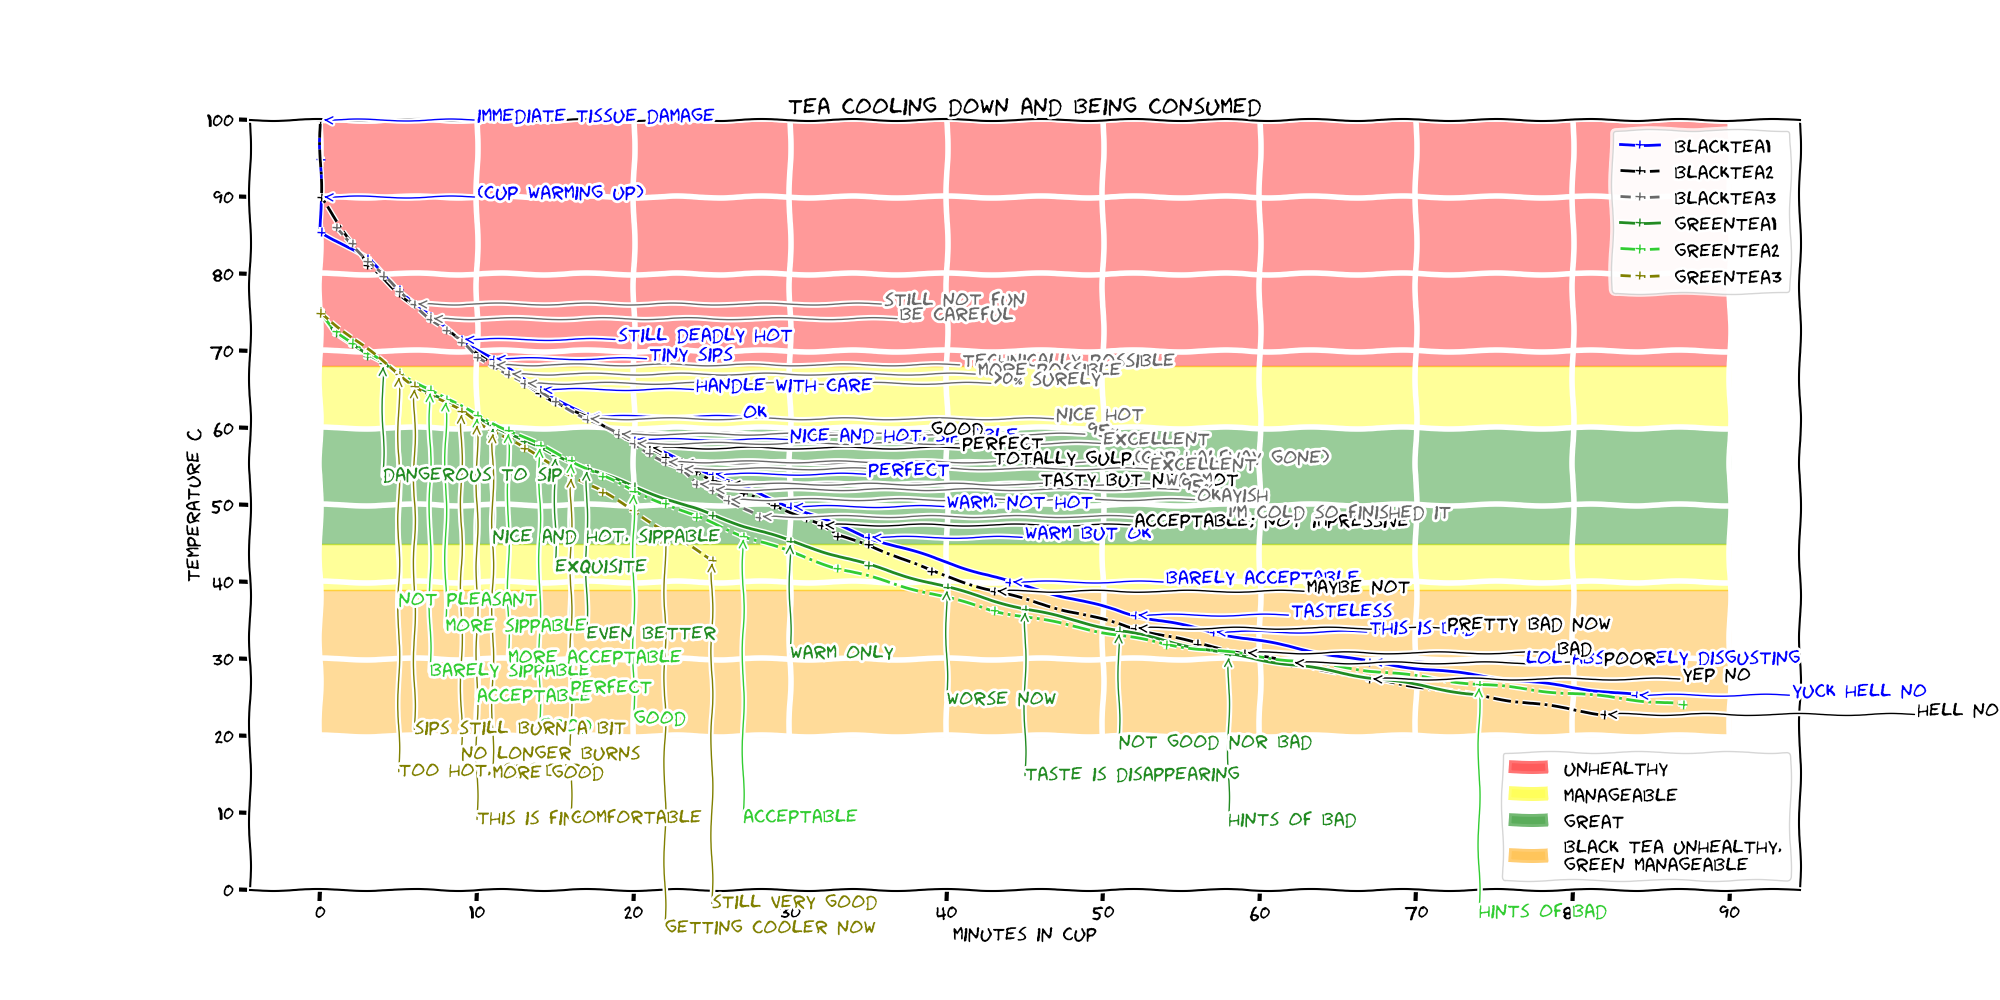 TEA COOLING DOWN AND BEING CONSUMED
100
90
80
70
60
50
40
30
20
10
0
TEMPERATURE C
0
10
20
30
40
50
60
70
80
90
MINUTES IN CUP
BLACKTEA1
BLACKTEA2
BLACKTEA3
GREENTEA1
GREENTEA2
GREENTEA3
IMMEDIATE TISSUE DAMAGE
(CUP WARMING UP)
STILL NOT FUN
BE CAREFUL
STILL DEADLY HOT
TINY SIPS
TECHNICALLY POSSIBLE
MORE POSSIBLE
SURELY
HANDLE WITH CARE
OK
NICE HOT
GOOD
NICE AND HOT, SIPPABLE
PERFECT
EXCELLENT
TOTALLY GULP
GONE)
EXCELLENT
PERFECT
TASTY BUT
OKAYISH
WARM, NOT HOT
I'M COLD SO FINISHED IT
ACCEPTABLE, NOT IMPRESSIVE
WARM BUT OK
BARELY ACCEPTABLE
MAYBE NOT
TASTELESS
THIS IS
PRETTY BAD NOW
BAD
LOL ABSOLUTELY DISGUSTING
POOR
YEP NO
YUCK HELL NO
HELL NO
DANGEROUS TO SIP
NICE AND HOT, SIPPABLE
EXQUISITE
NOT PLEASANT
MORE SIPPABLE
EVEN BETTER
WARM ONLY
MORE ACCEPTABLE
BARELY SIPPABLE
PERFECT
ACCEPTABLE
WORSE NOW
GOOD
SIPS STILL BURN A BIT
NOT GOOD NOR BAD
NO LONGER BURNS
TOO HOT
MORE GOOD
TASTE IS DISAPPEARING
THIS IS FINE
COMFORTABLE
ACCEPTABLE
HINTS OF BAD
STILL VERY GOOD
GETTING COOLER NOW
HINTS OF BAD
UNHEALTHY
MANAGEABLE
GREAT
BLACK TEA UNHEALTHY,
GREEN MANAGEABLE